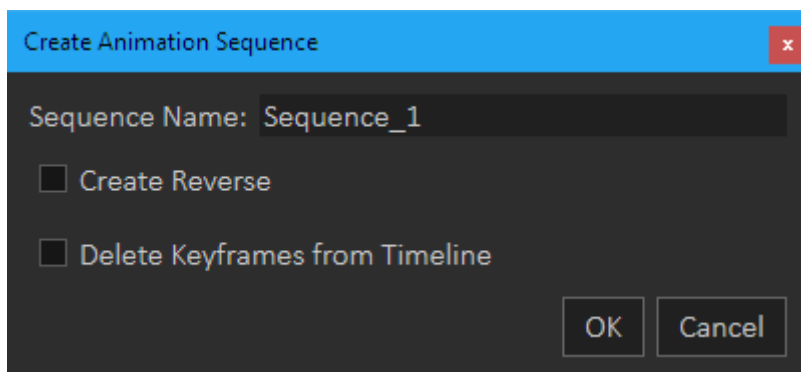 Create Animation Sequence x
Sequence Name: Sequence_1
Create Reverse
Delete Keyframes from Timeline
OK Cancel